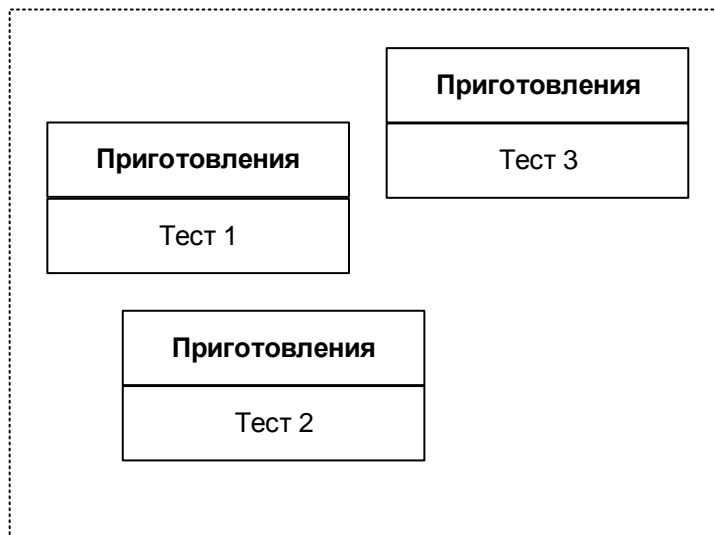 Приготовления
Тест 3
Приготовления
Тест 1
Приготовления
Тест 2